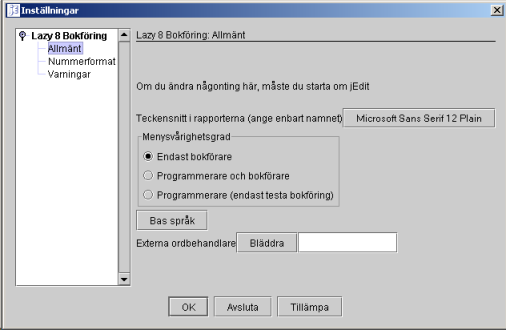 Inställningar
Lazy 8 Bokföring
Allmänt
Nummerformat
Varningar
Lazy 8 Bokföring: Allmänt
Om du ändra någonting här, måste du starta om jEdit
Teckensnitt i rapporterna (ange enbart namnet)
Microsoft Sans Serif 12 Plain
Menysvårighetsgrad
Endast bokförare
Programmerare och bokförare
Programmerare (endast testa bokföring)
Bas språk
Externa ordbehandlare
Bläddra
OK
Avsluta
Tillämpa